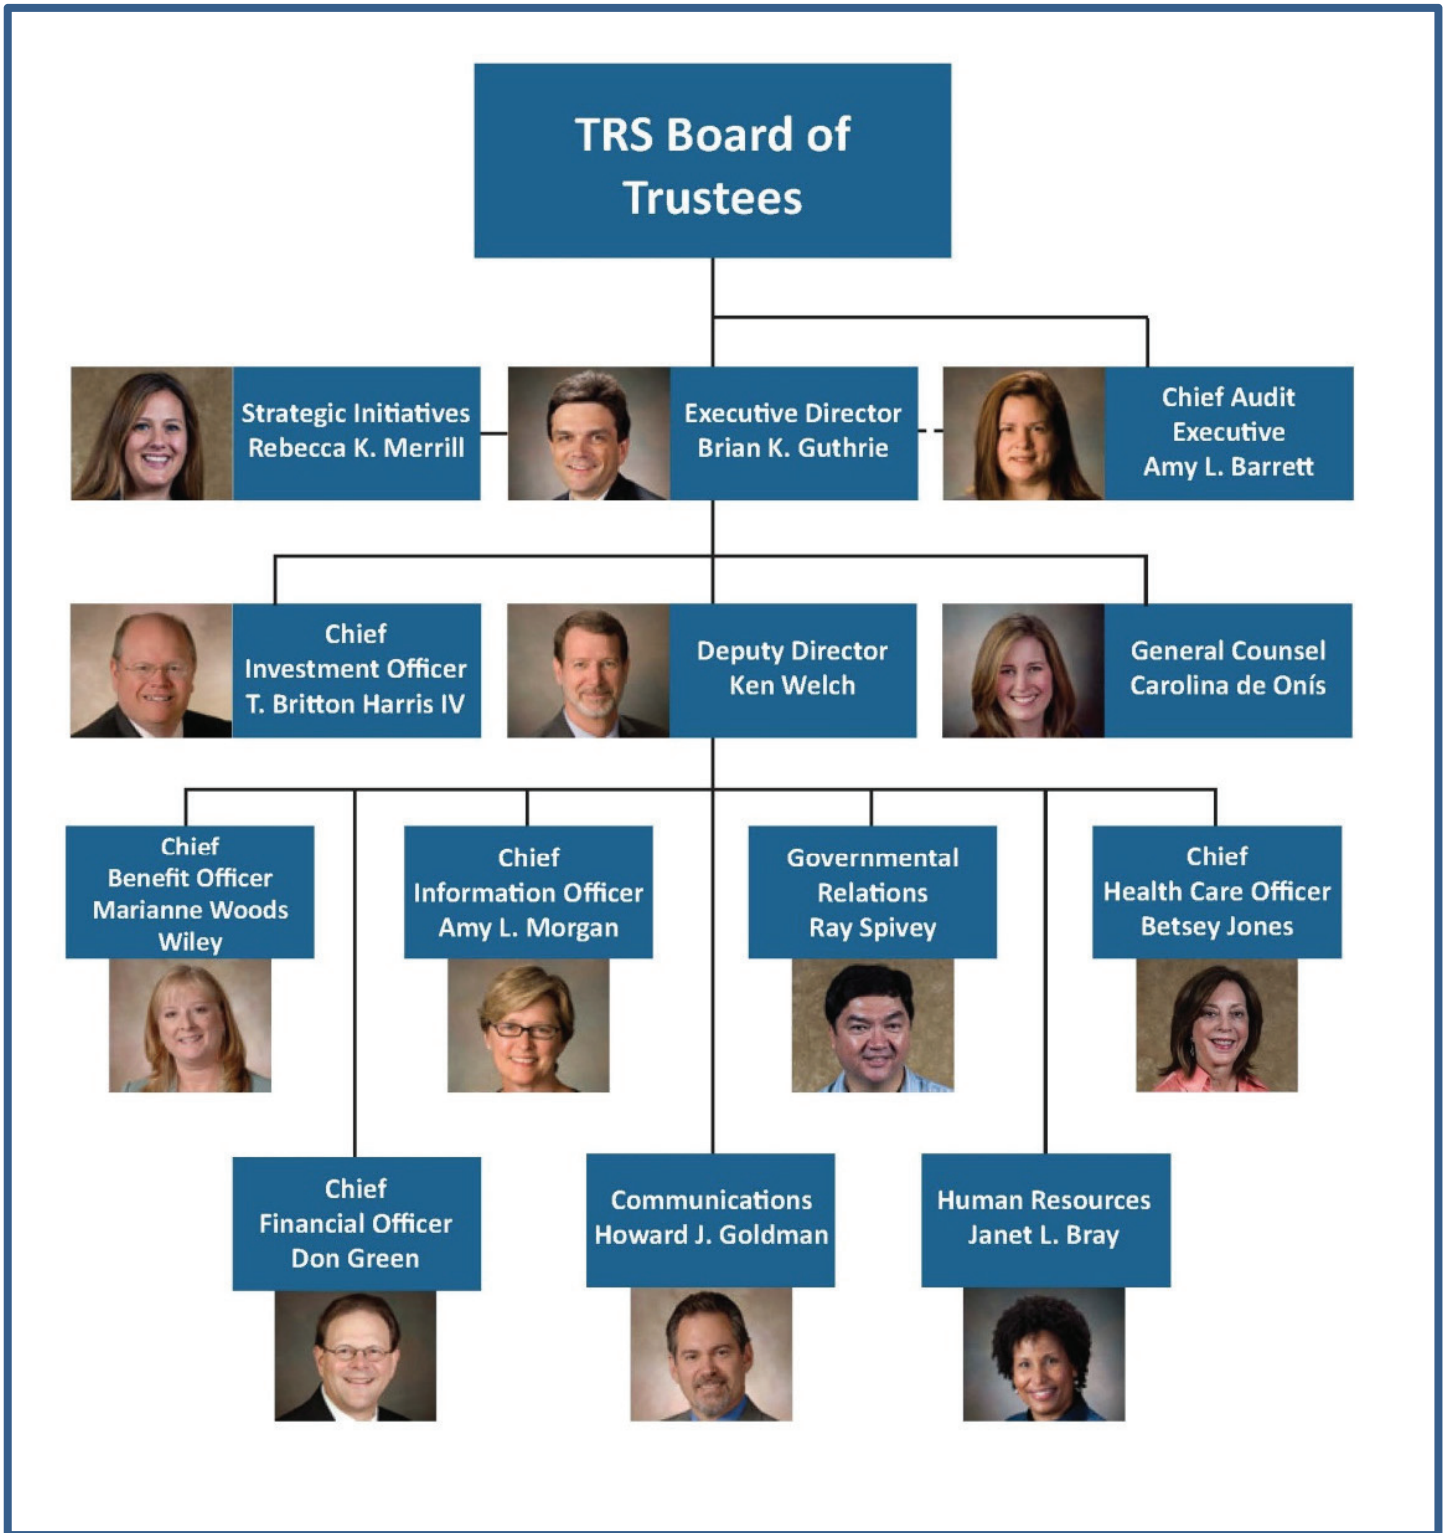 TRS Board of
Trustees
Strategic Initiatives
Rebecca K. Merrill
Executive Director
Brian K. Guthrie
Chief Audit
Executive
Amy L. Barrett
Chief
Investment Officer
T. Britton Harris IV
Deputy Director
Ken Welch
General Counsel
Carolina de Onís
Chief
Benefit Officer
Marianne Woods
Wiley
Chief
Information Officer
Amy L. Morgan
Governmental
Relations
Ray Spivey
Chief
Health Care Officer
Betsey Jones
Chief
Financial Officer
Don Green
Communications
Howard J. Goldman
Human Resources
Janet L. Bray